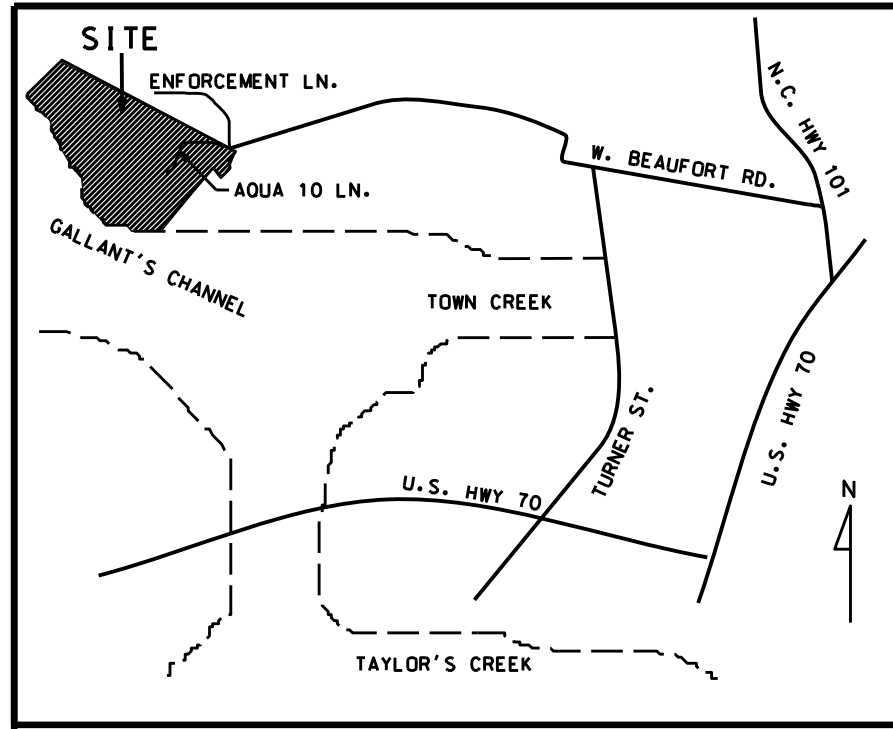 SITE
ENFORCEMENT LN.
N.C. HWY 101
W. BEAUFORT RD.
AQUA 10 LN.
GALLANT'S CHANNEL
TOWN CREEK
U.S. HWY 70
TURNER ST.
U.S. HWY 70
N
TAYLOR'S CREEK